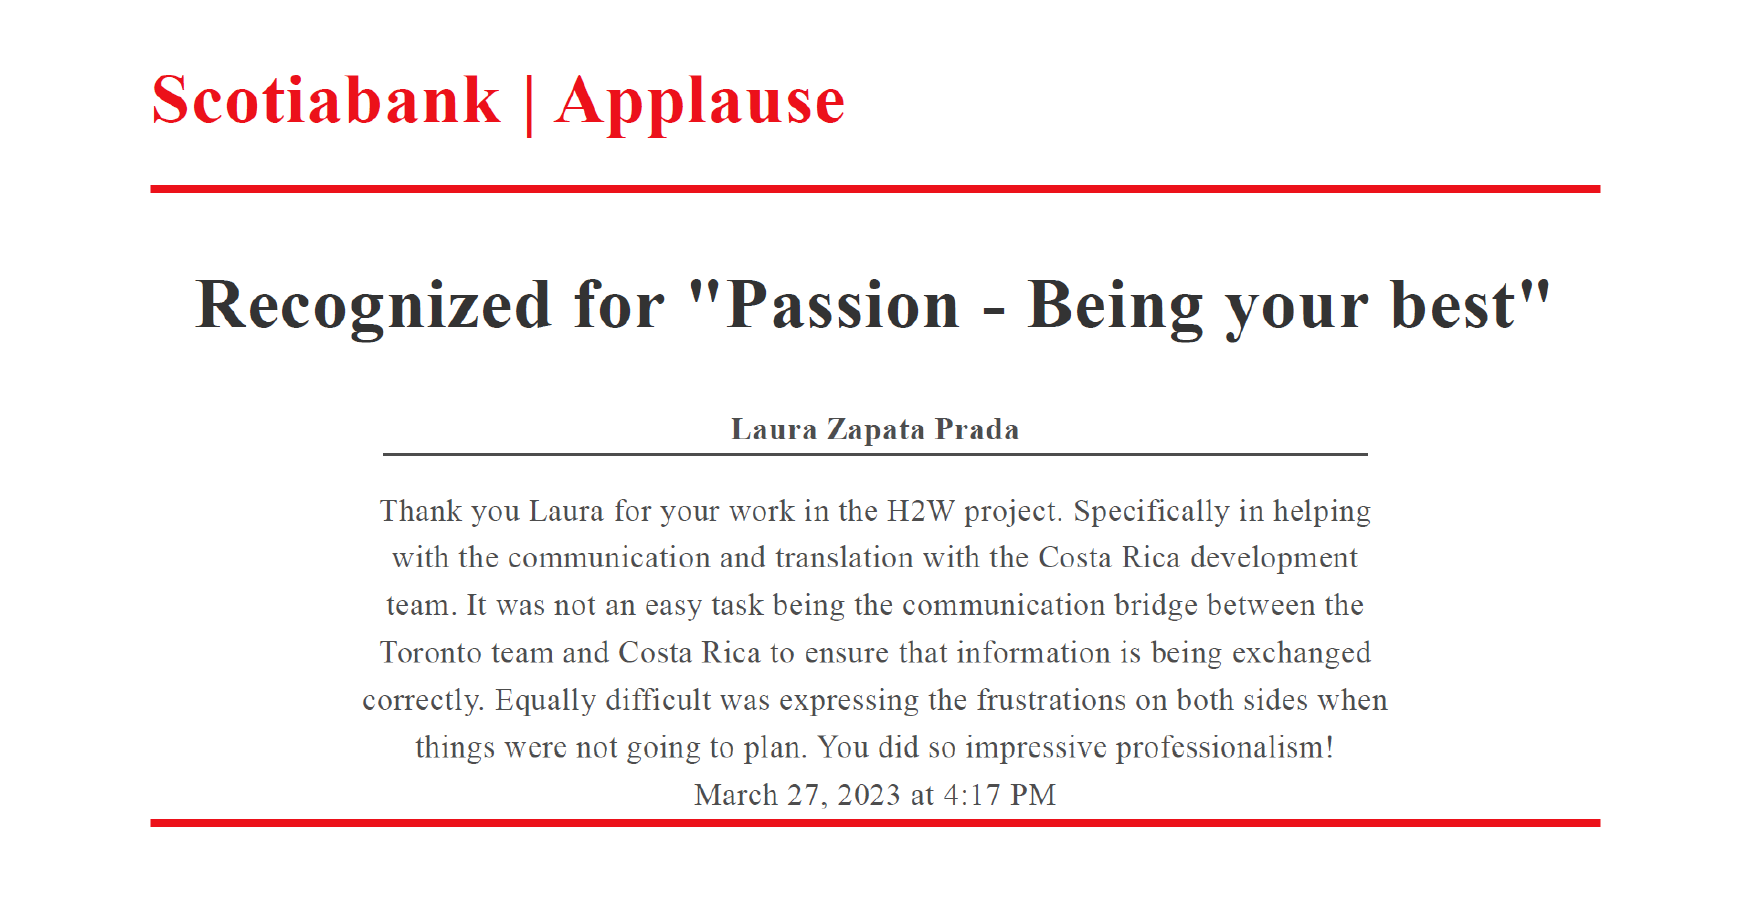 Scotiabank | Applause
Recognized for "Passion - Being your best"
Laura Zapata Prada
Thank you Laura for your work in the H2W project. Specifically in helping
with the communication and translation with the Costa Rica development
team. It was not an easy task being the communication bridge between the
Toronto team and Costa Rica to ensure that information is being exchanged
correctly. Equally difficult was expressing the frustrations on both sides when
things were not going to plan. You did so impressive professionalism!
March 27, 2023 at 4:17 PM